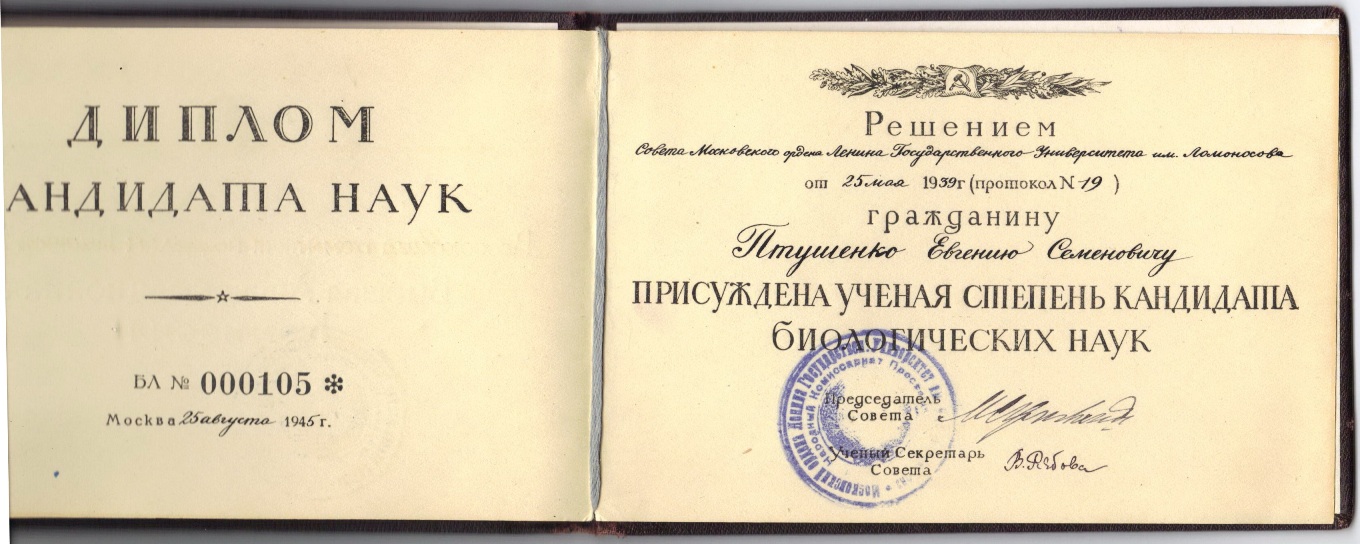 ДИПЛОМ
АНДИДАТА НАУК
БЛ № 000105 *
Москва 25 августа 1945 г.
Решением
Совета Московского ордена Ленина Государственного Университета им. Ломоносова
от 25 мая 1939 г (протокол N-19 )
гражданину
Птушенко Евгению Семеновичу
ПРИСУЖДЕНА УЧЕНАЯ СТЕПЕНЬ КАНДИДАТА
БИОЛОГИЧЕСКИХ НАУК
Председатель
Совета
Ученый Секретарь
Совета
В. Рябова